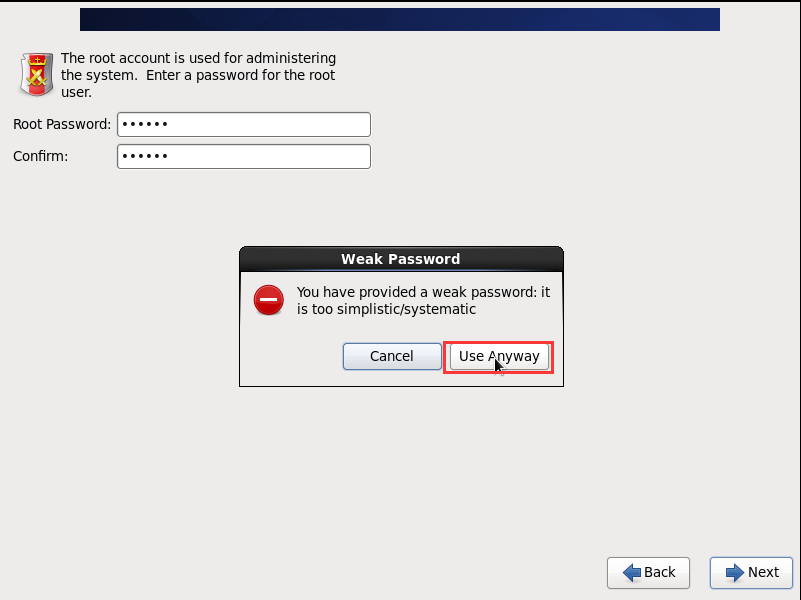 The root account is used for administering
the system.  Enter a password for the root
user.
Root Password: ••••••
Confirm: ••••••
Weak Password
You have provided a weak password: it
is too simplistic/systematic
Cancel
Use Anyway
Back
Next